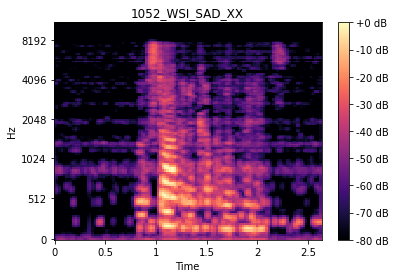 1052_WSI_SAD_XX
8192
4096
2048
1024
512
0
Hz
0
0.5
1
1.5
2
2.5
Time
+0 dB
-10 dB
-20 dB
-30 dB
-40 dB
-50 dB
-60 dB
-70 dB
-80 dB